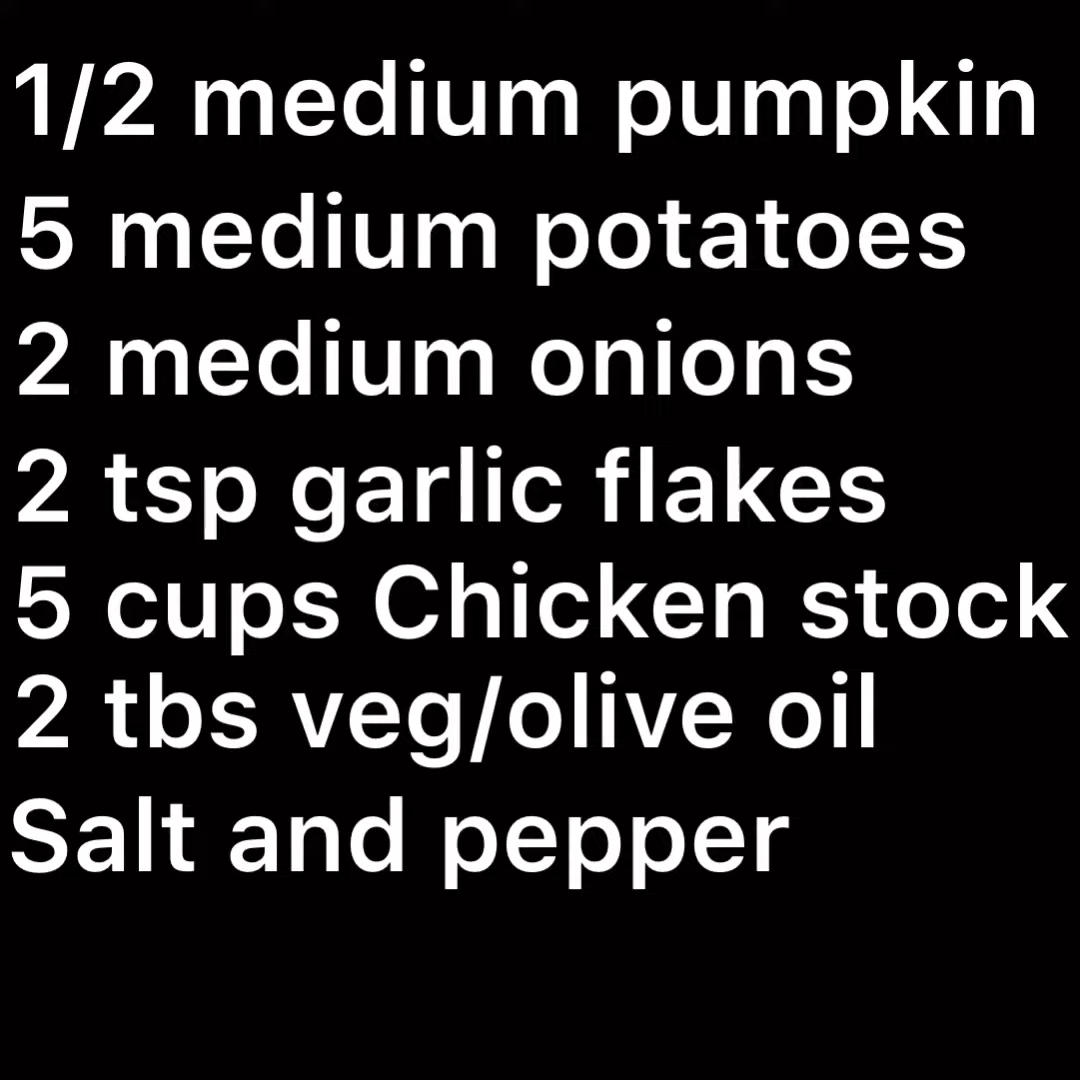 1/2 medium pumpkin
5 medium potatoes
2 medium onions
2 tsp garlic flakes
5 cups Chicken stock
2 tbs veg/olive oil
Salt and pepper